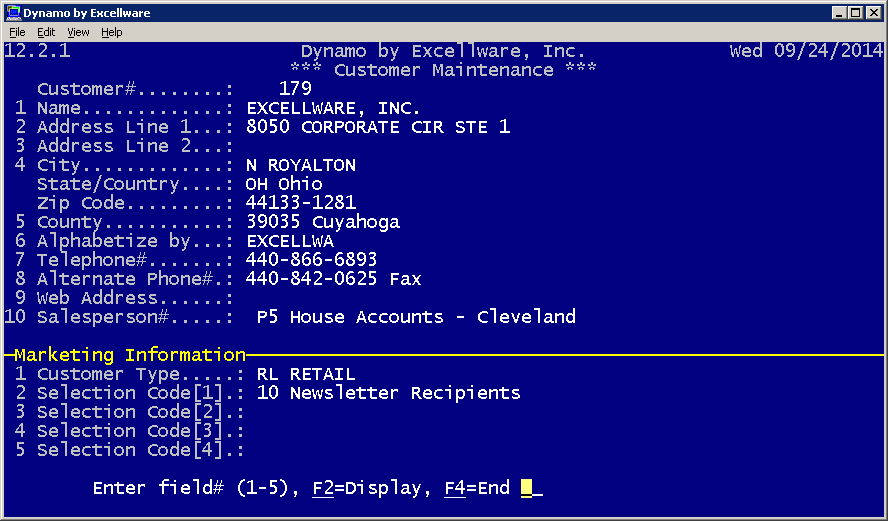 Dynamo by Excellware
File Edit View Help
12.2.1 Dynamo by Excellware, Inc. Wed 09/24/2014
*** Customer Maintenance ***
Customer#........: 179
1 Name.............: EXCELLWARE, INC.
2 Address Line 1...: 8050 CORPORATE CIR STE 1
3 Address Line 2...:
4 City.............: N ROYALTON
State/Country....: OH Ohio
Zip Code.........: 44133-1281
5 County...........: 39035 Cuyahoga
6 Alphabetize by...: EXCELLWA
7 Telephone#.......: 440-866-6893
8 Alternate Phone#.: 440-842-0625 Fax
9 Web Address......:
10 Salesperson#.....: P5 House Accounts - Cleveland
Marketing Information
1 Customer Type.....: RL RETAIL
2 Selection Code[1].: 10 Newsletter Recipients
3 Selection Code[2].:
4 Selection Code[3].:
5 Selection Code[4].:
Enter field# (1-5), F2=Display, F4=End